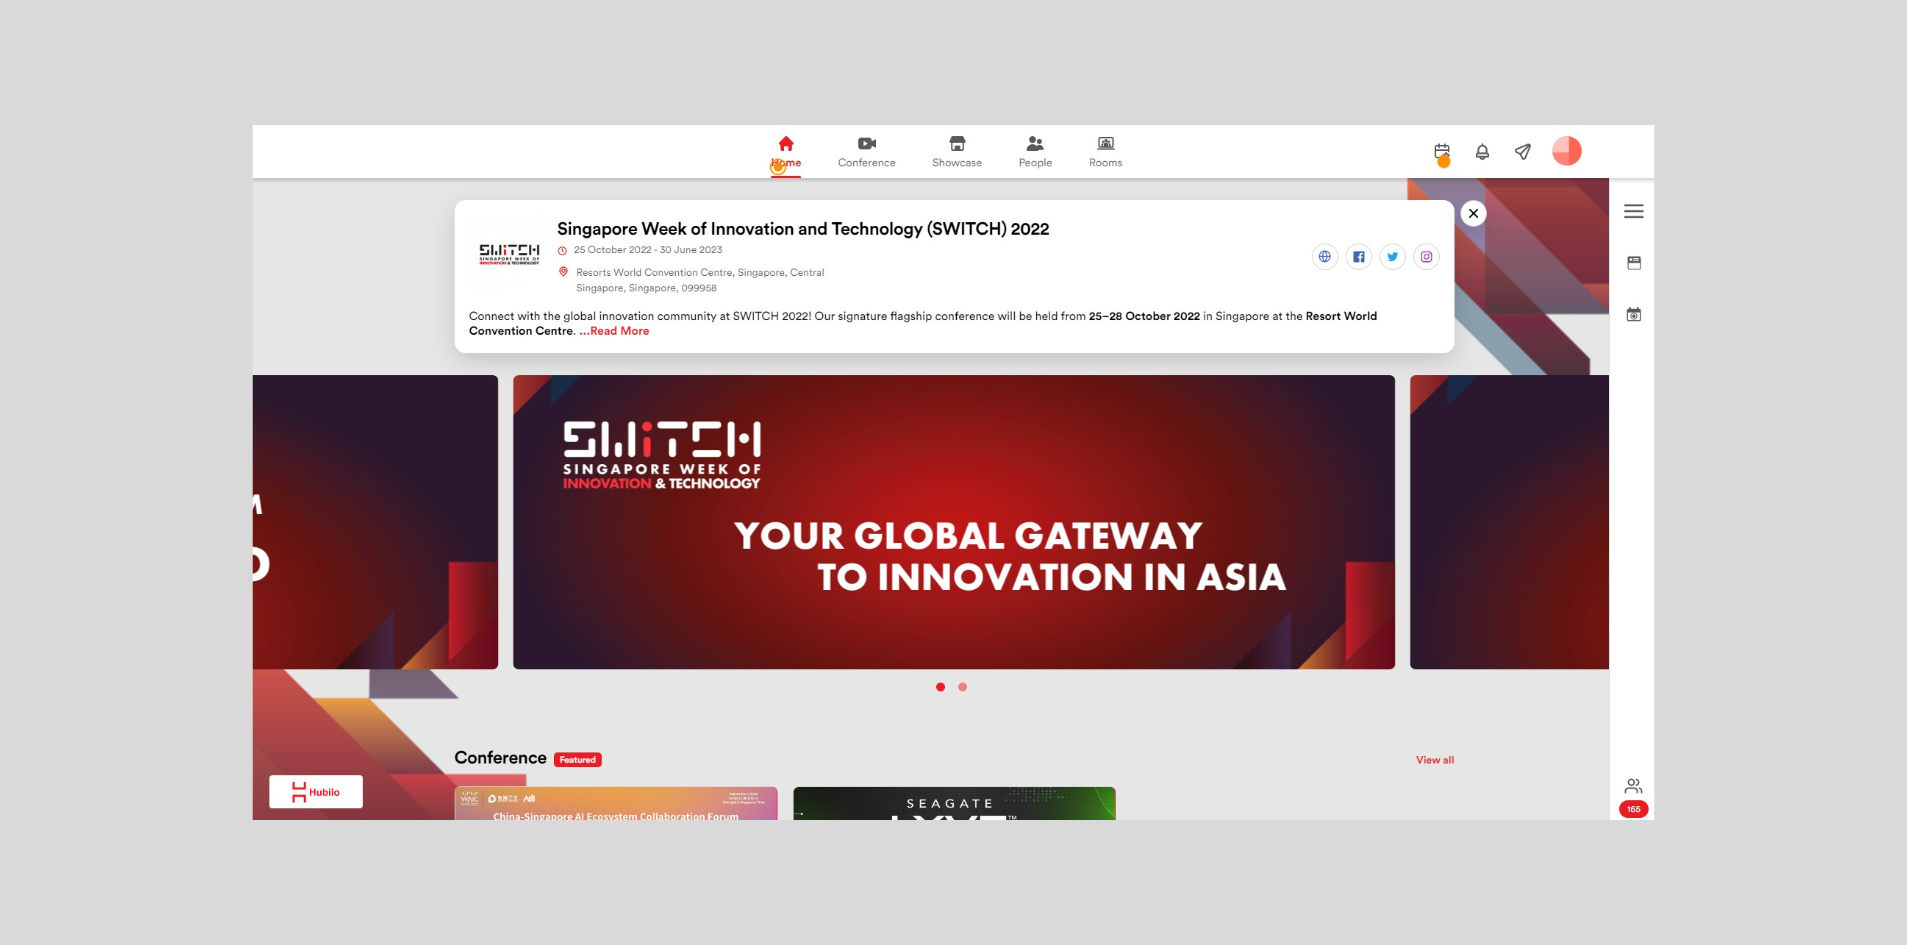 Home
Conference
Showcase
People
Rooms
Singapore Week of Innovation and Technology (SWITCH) 2022
25 October 2022 - 30 June 2023
Resorts World Convention Centre, Singapore, Central
Singapore, Singapore, 099958
SWiTCH
SINGAPORE WEEK OF
INNOVATION & TECHNOLOGY
Connect with the global innovation community at SWITCH 2022! Our signature flagship conference will be held from 25–28 October 2022 in Singapore at the Resort World
Convention Centre. ...Read More
SWiTCH
SINGAPORE WEEK OF
INNOVATION & TECHNOLOGY
YOUR GLOBAL GATEWAY
TO INNOVATION IN ASIA
Conference Featured
View all
Hubilo
China-Singapore AI Ecosystem Collaboration Forum
SEAGATE
165